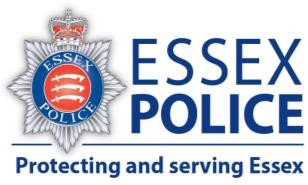 ESSEX
POLICE
ESSEX
POLICE
Protecting and serving Essex